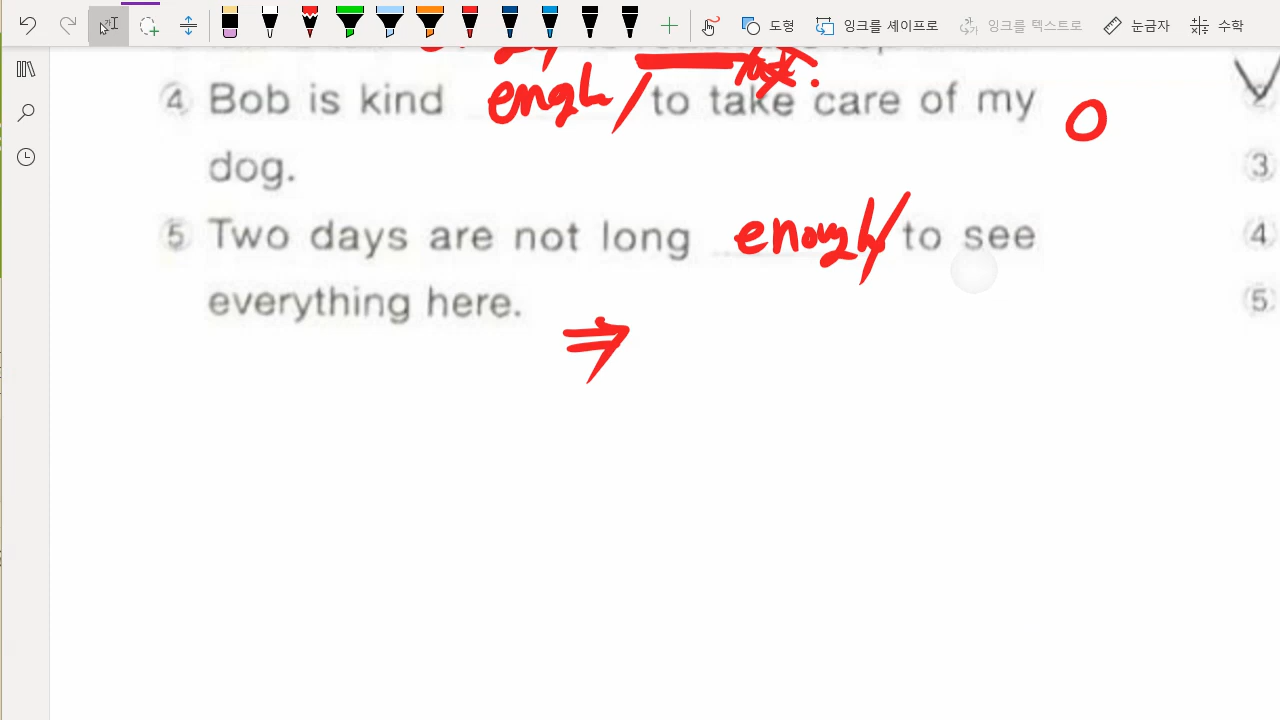 도형 잉크를 셰이프로 잉크를 텍스트로 눈금자 수학
④ Bob is kind engh / to take care of my
dog.
⑤ Two days are not long enough / to see
everything here. ⇒
③
④
⑤